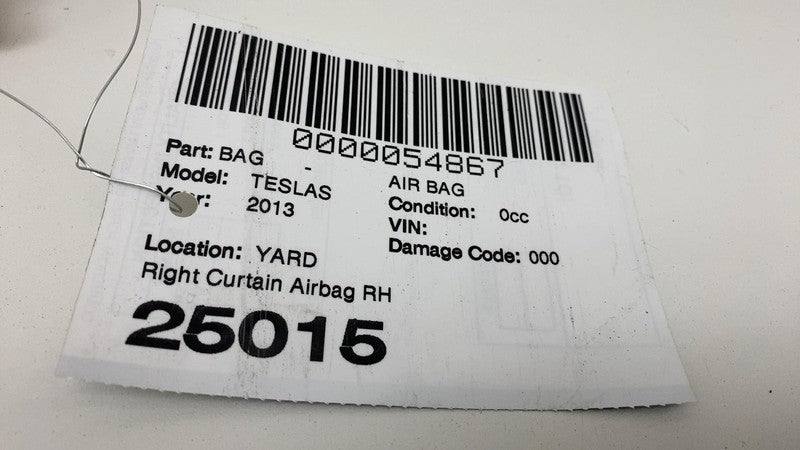 0000054867
Part: BAG - AIR BAG
Model: TESLAS Condition: 0cc
Year: 2013 VIN:
Damage Code: 000
Location: YARD
Right Curtain Airbag RH
25015